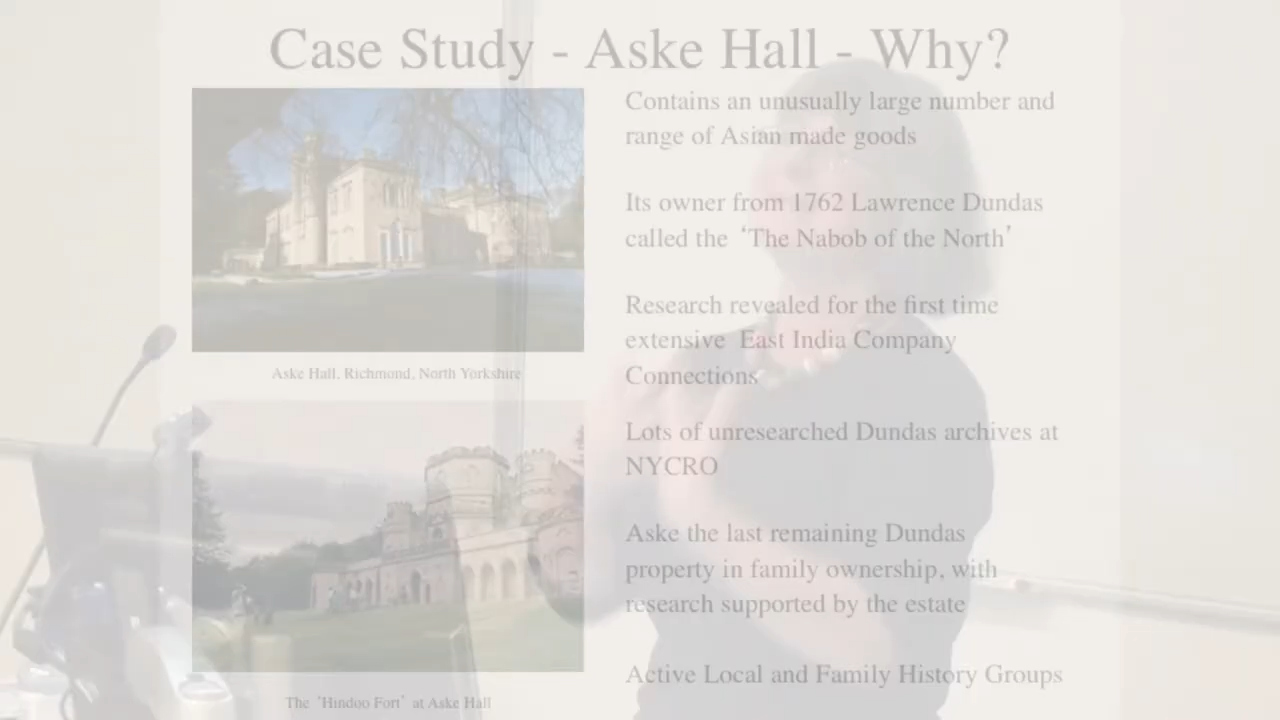 Case Study - Aske Hall - Why?
Contains an unusually large number and
range of Asian made goods
Its owner from 1762 Lawrence Dundas
called the ‘The Nabob of the North’
Research revealed for the first time
extensive East India Company
Connections
Aske Hall, Richmond, North Yorkshire
Lots of unresearched Dundas archives at
NYCRO
Aske the last remaining Dundas
property in family ownership, with
research supported by the estate
Active Local and Family History Groups
The ‘Hindoo Fort’ at Aske Hall